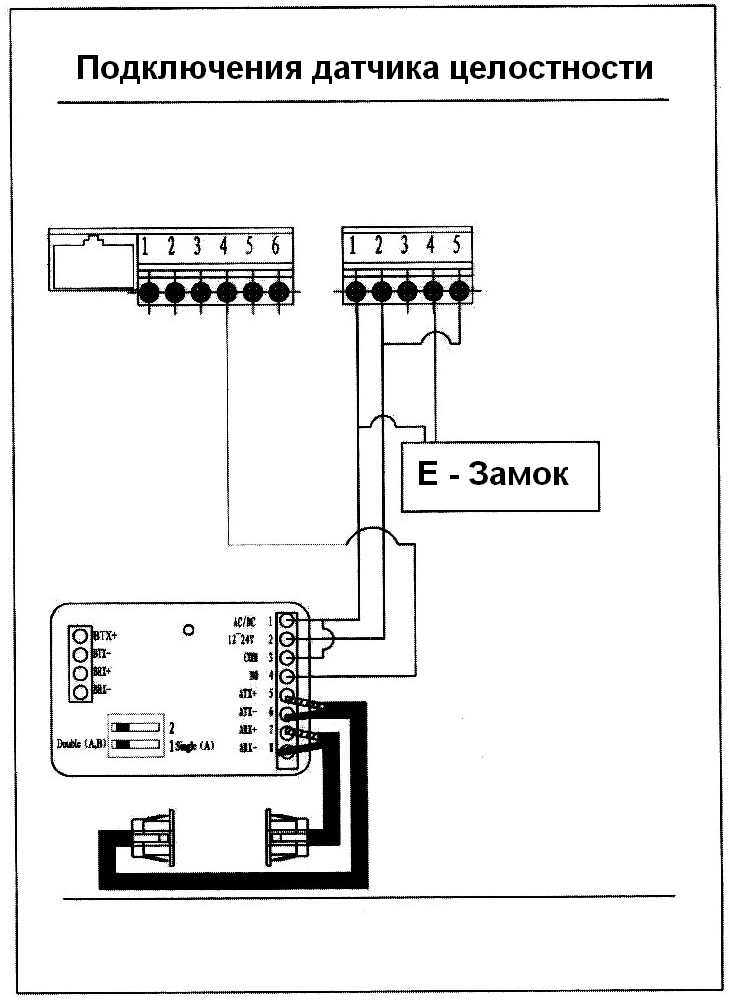 Подключения датчика целостности
1 2 3 4 5 6
1 2 3 4 5
Е - Замок
AC/DC 1
12~24V 2
COM 3
NO 4
ATX+ 5
ATX- 6
ARX+ 7
ARX- 8
BTX+
BTX-
BRX+
BRX-
2
Double (A,B) 1 Single (A)